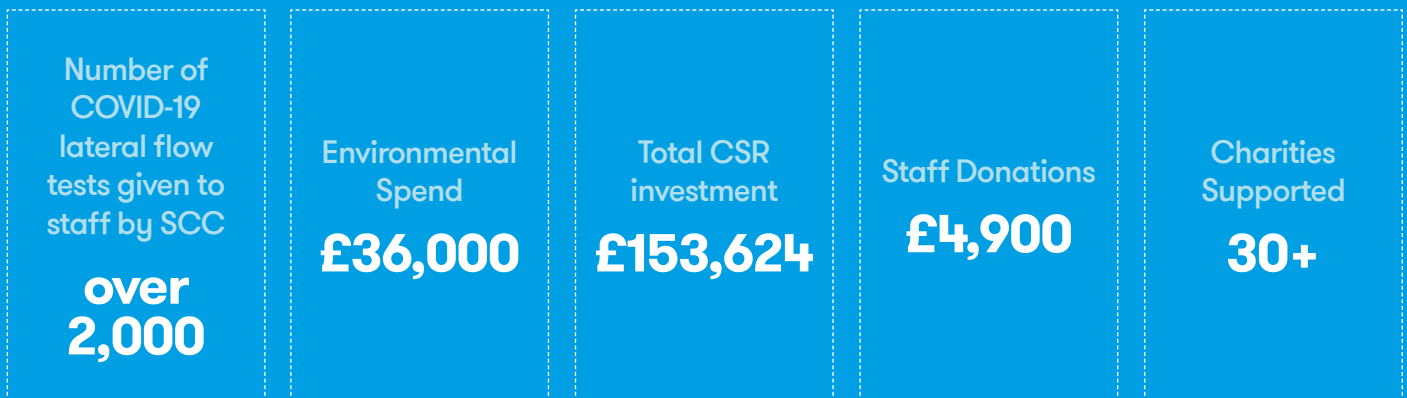 Number of
COVID-19
lateral flow
tests given to
staff by SCC
over
2,000
Environmental
Spend
£36,000
Total CSR
investment
£153,624
Staff Donations
£4,900
Charities
Supported
30+